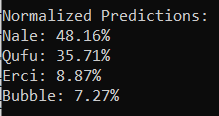 Normalized Predictions:
Nale: 48.16%
Qufu: 35.71%
Erci: 8.87%
Bubble: 7.27%